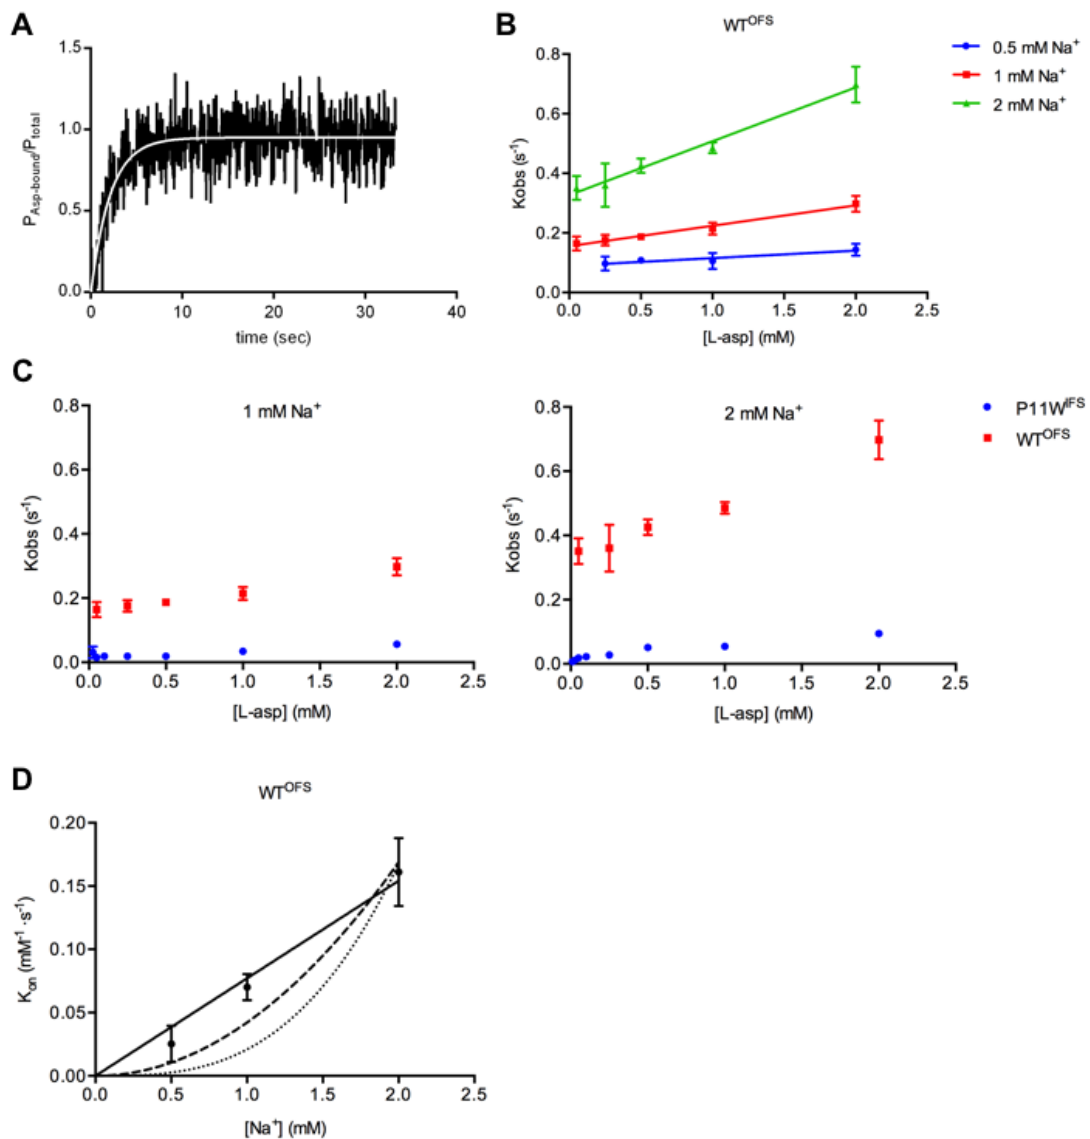 A
1.5
1.0
0.5
0.0
P_Asp-bound/P_total
0 10 20 30 40
time (sec)
B
WT^OFS
0.8
0.6
0.4
0.2
0.0
Kobs (s⁻¹)
0.0 0.5 1.0 1.5 2.0 2.5
[L-asp] (mM)
0.5 mM Na⁺
1 mM Na⁺
2 mM Na⁺
C
1 mM Na⁺
0.8
0.6
0.4
0.2
0.0
Kobs (s⁻¹)
0.0 0.5 1.0 1.5 2.0 2.5
[L-asp] (mM)
2 mM Na⁺
0.8
0.6
0.4
0.2
0.0
Kobs (s⁻¹)
0.0 0.5 1.0 1.5 2.0 2.5
[L-asp] (mM)
P11W^IFS
WT^OFS
D
WT^OFS
0.20
0.15
0.10
0.05
0.00
K_on (mM⁻¹ ·s⁻¹)
0.0 0.5 1.0 1.5 2.0 2.5
[Na⁺] (mM)